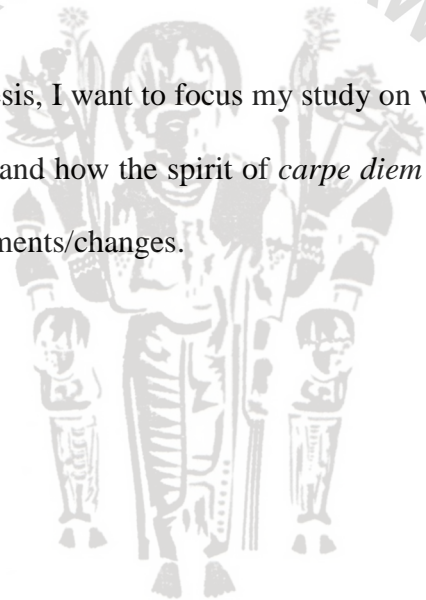 sis, I want to focus my study on
and how the spirit of carpe diem
ments/changes.